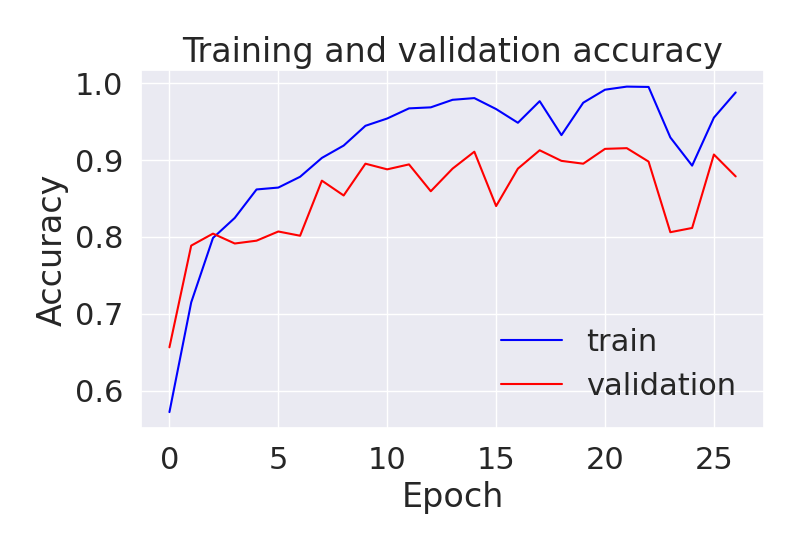 Training and validation accuracy
1.0
0.9
0.8
0.7
0.6
Accuracy
train
validation
0 5 10 15 20 25
Epoch